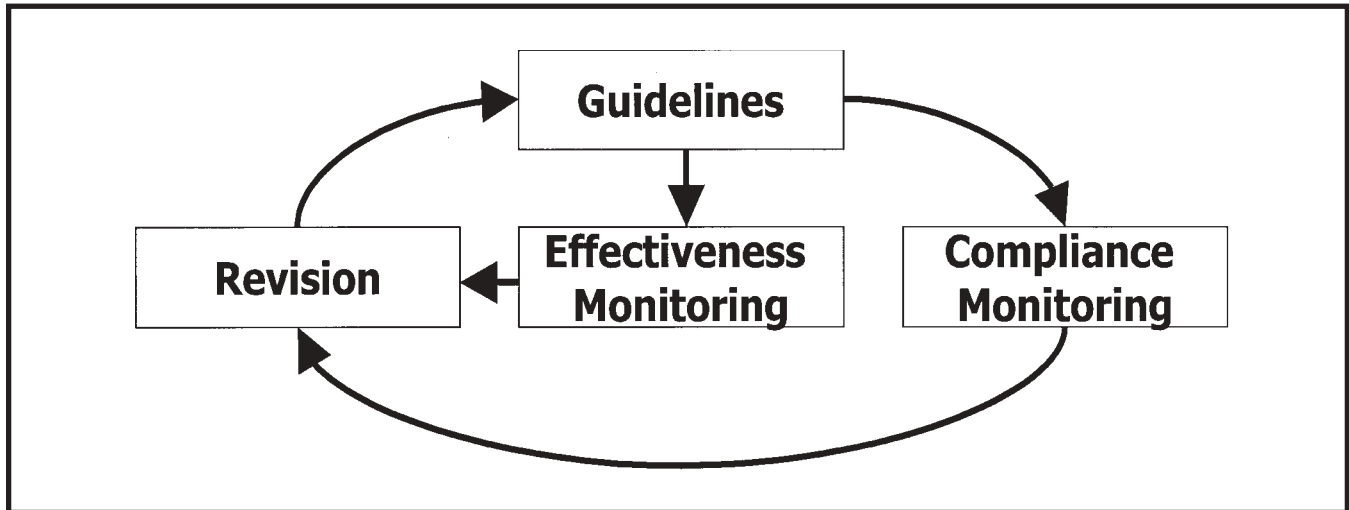 Guidelines
Revision
Effectiveness
Monitoring
Compliance
Monitoring